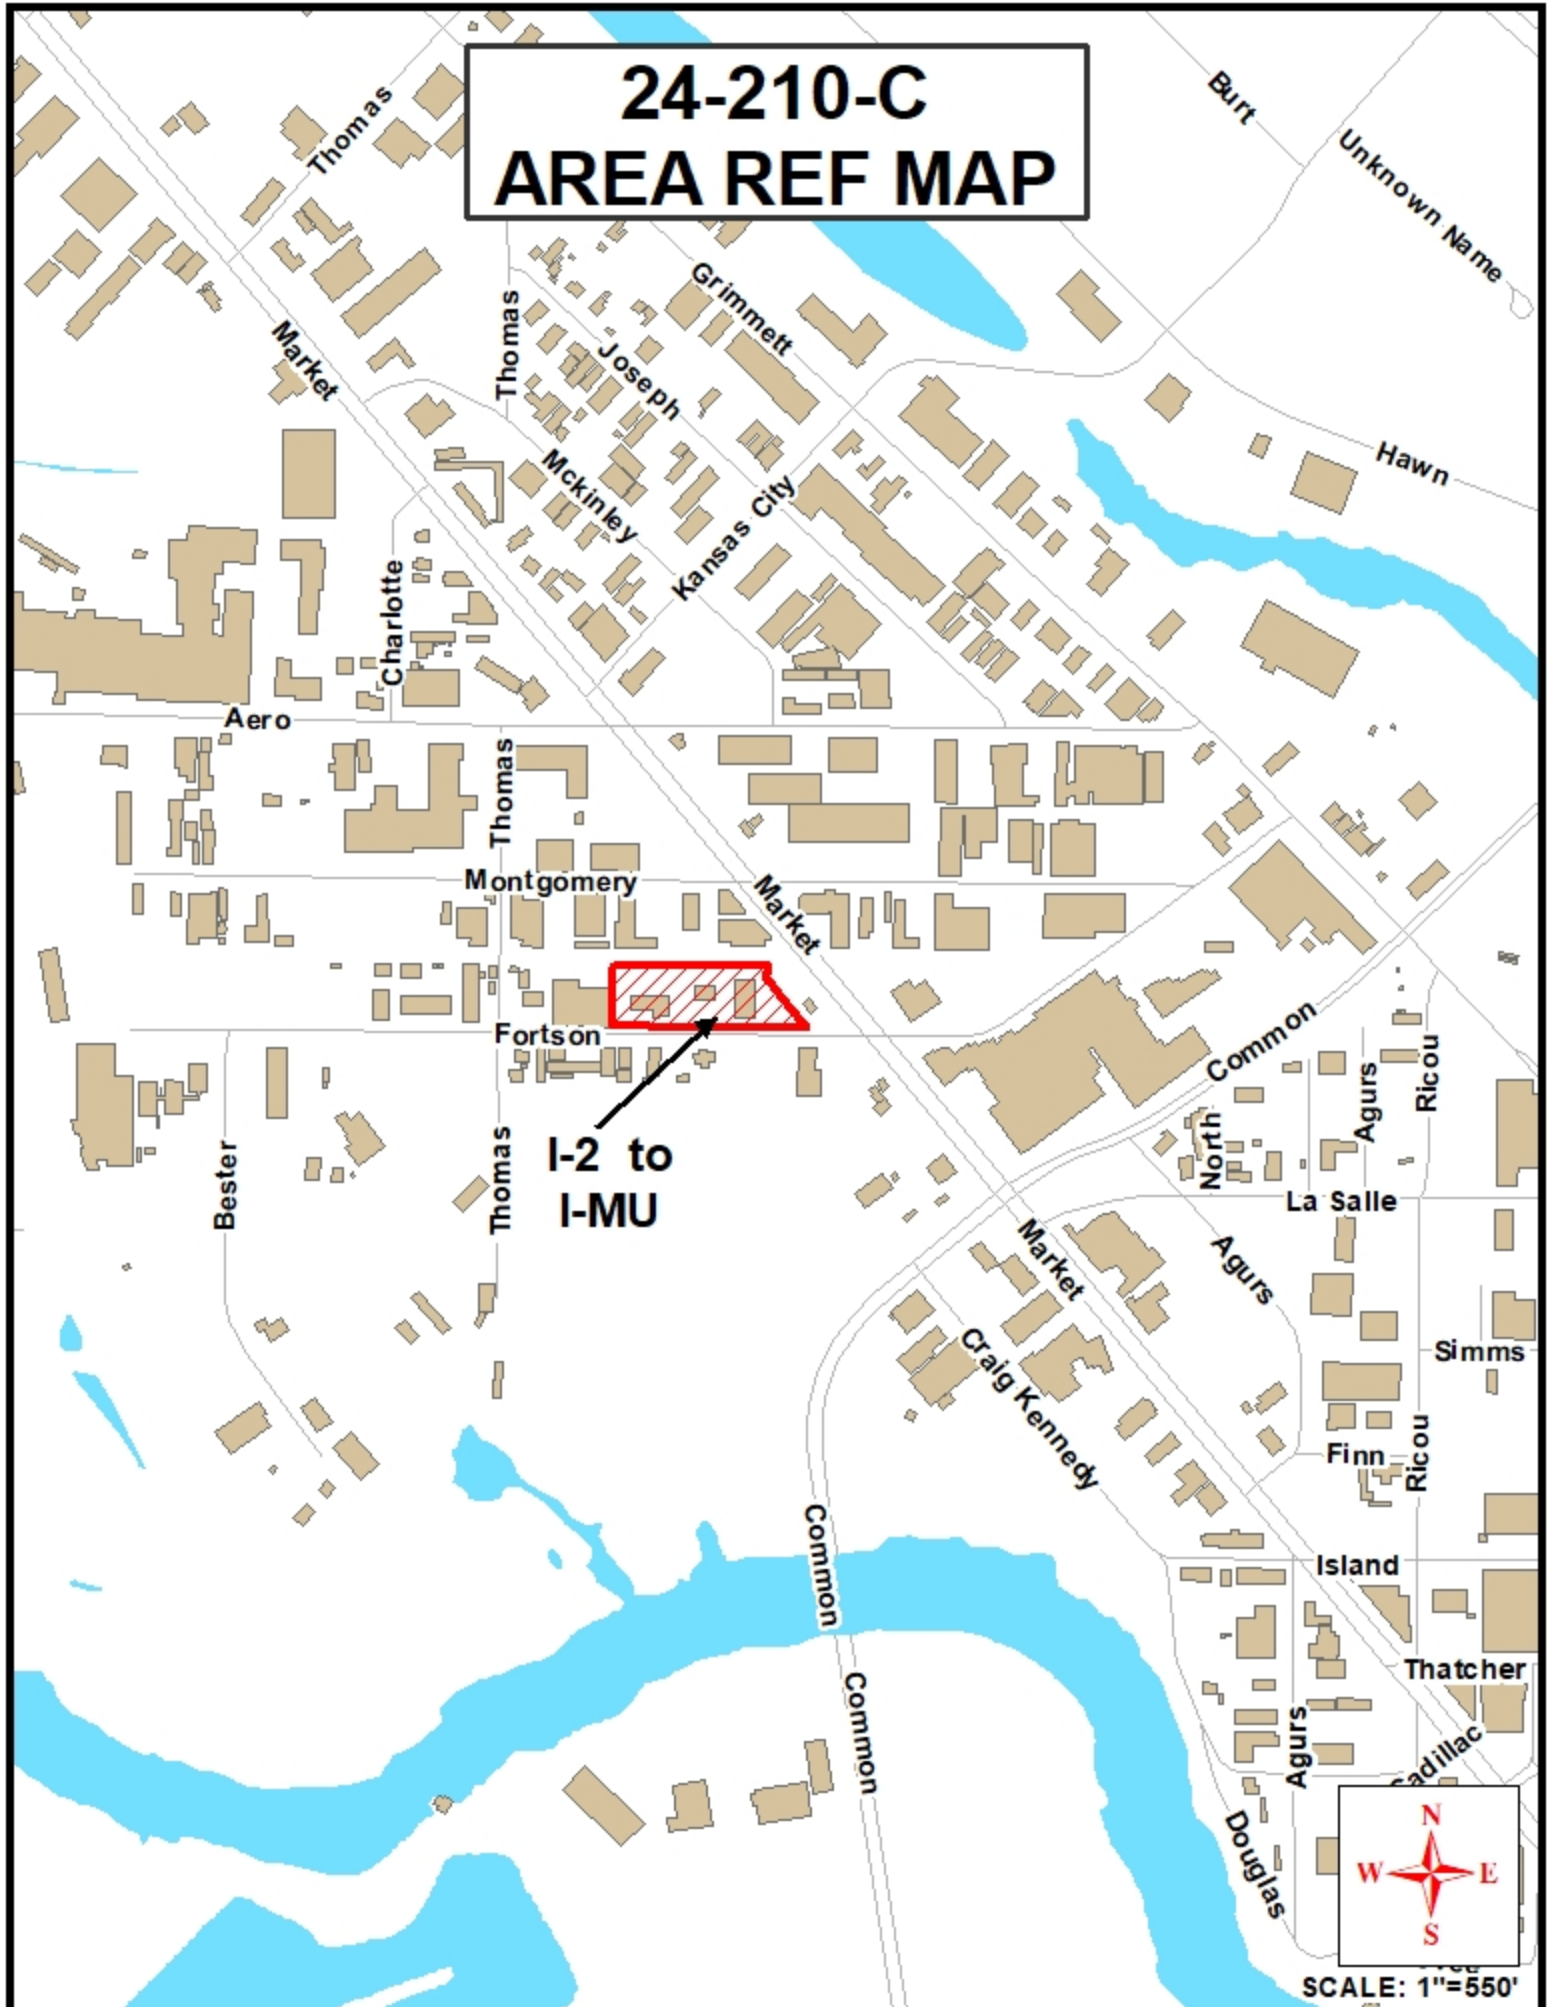 24-210-C
AREA REF MAP
Burt
Unknown Name
Thomas
Grimmett
Market
Thomas
Joseph
Hawn
Mckinley
Kansas City
Charlotte
Aero
Thomas
Montgomery
Market
Fortson
Common
Ricou
Agurs
North
I-2 to
I-MU
Bester
Thomas
La Salle
Market
Agurs
Craig Kennedy
Simms
Finn
Ricou
Common
Island
Thatcher
Common
Agurs
Cadillac
Douglas
N
W E
S
SCALE: 1"=550'